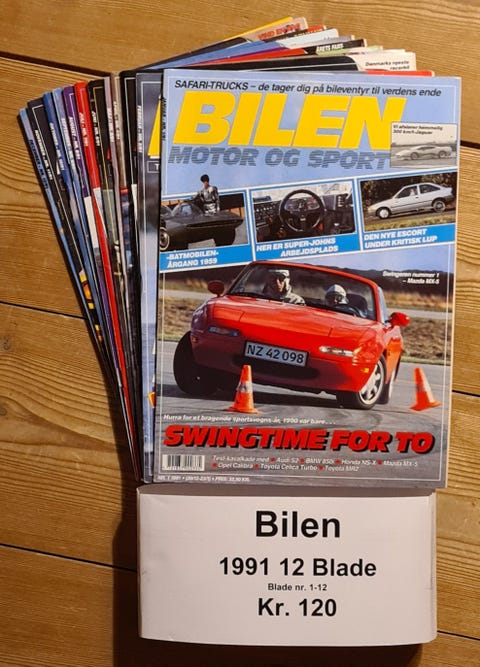 ÅRETS FUND
Danmarks nyeste
racerbil
SAFARI-TRUCKS – de tager dig på bileventyr til verdens ende
BILEN
MOTOR OG SPORT
Vi afslører hemmelig
300 km/t-Jaguar
»BATMOBILEN«
ÅRGANG 1959
HER ER SUPER-JOHNS
ARBEJDSPLADS
DEN NYE ESCORT
UNDER KRITISK LUP
Swingeren nummer 1
– Mazda MX-5
NZ 42 098
Hurra for et bragende sportsvogns-år, 1990 var bare...
SWINGTIME FOR TO
Test-kavalkade med • Audi S2 • BMW 850i • Honda NS-X • Mazda MX-5
• Opel Calibra • Toyota Celica Turbo • Toyota MR2
Bilen
1991 12 Blade
Blade nr. 1-12
Kr. 120